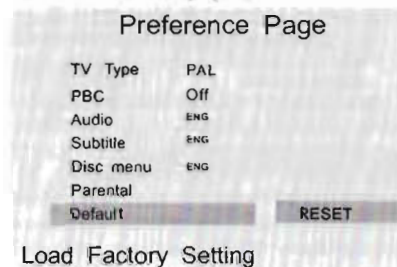 Preference Page
TV Type PAL
PBC Off
Audio ENG
Subtitle ENG
Disc menu ENG
Parental
Default RESET
Load Factory Setting